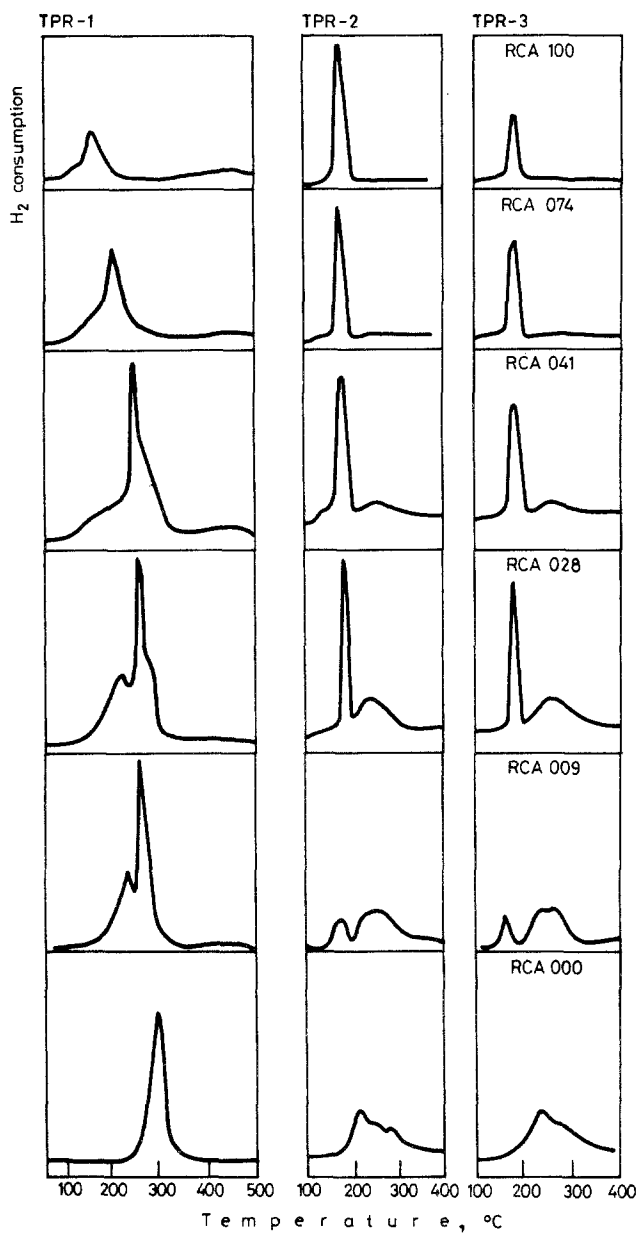 TPR-1 TPR-2 TPR-3
H2 consumption
RCA 100
RCA 074
RCA 041
RCA 028
RCA 009
RCA 000
100 200 300 400 500 100 200 300 400 100 200 300 400
Temperature, °C